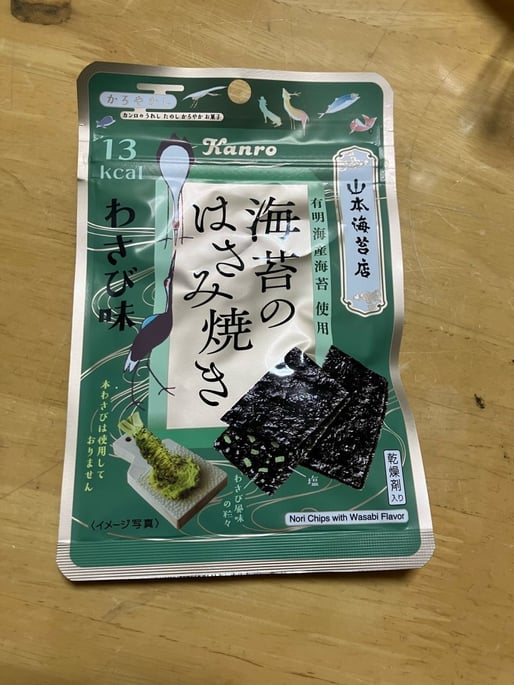 かろやか
カンロのうれしたのしかろやかお菓子
13
kcal
Kanro
山本海苔店
有明海産海苔 使用
海苔の
はさみ焼き
わさび味
本わさびは使用して
おりません
わさび風味
の粒々
塩
乾燥剤
入り
〈イメージ写真〉
Nori Chips with Wasabi Flavor